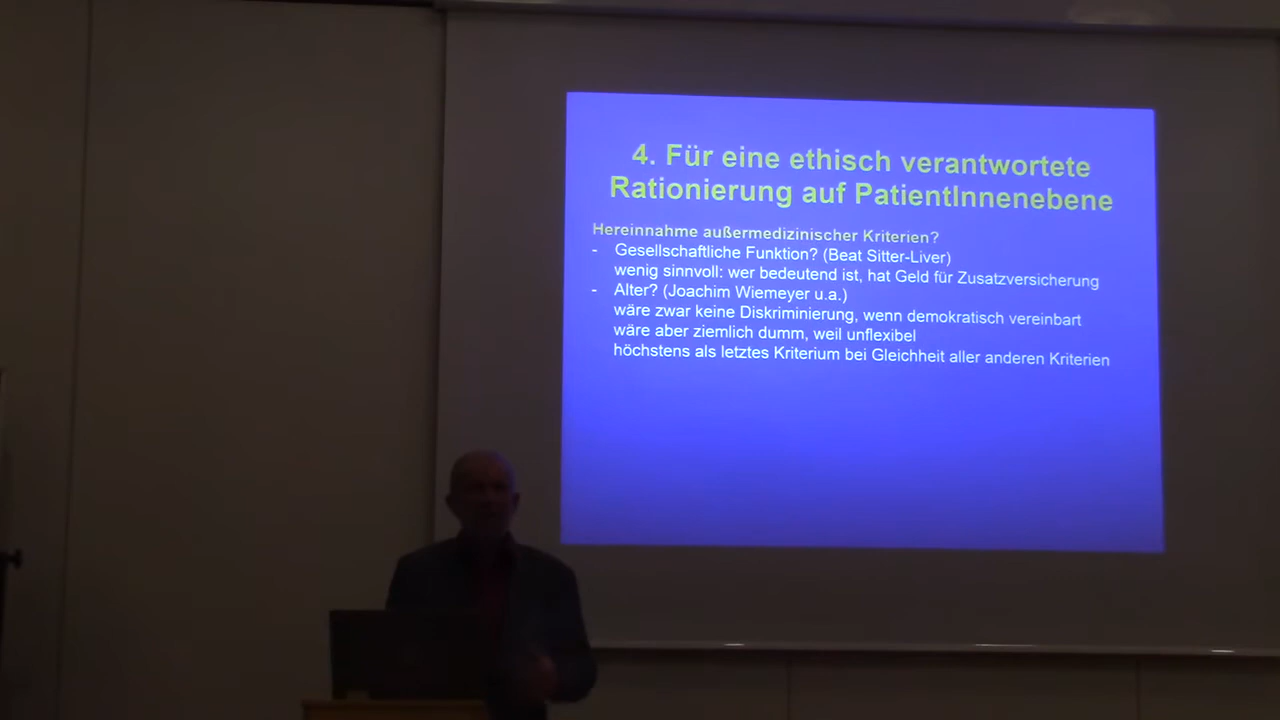 4. Für eine ethisch verantwortete
Rationierung auf PatientInnenebene
Hereinnahme außermedizinischer Kriterien?
- Gesellschaftliche Funktion? (Beat Sitter-Liver)
wenig sinnvoll: wer bedeutend ist, hat Geld für Zusatzversicherung
- Alter? (Joachim Wiemeyer u.a.)
wäre zwar keine Diskriminierung, wenn demokratisch vereinbart
wäre aber ziemlich dumm, weil unflexibel
höchstens als letztes Kriterium bei Gleichheit aller anderen Kriterien